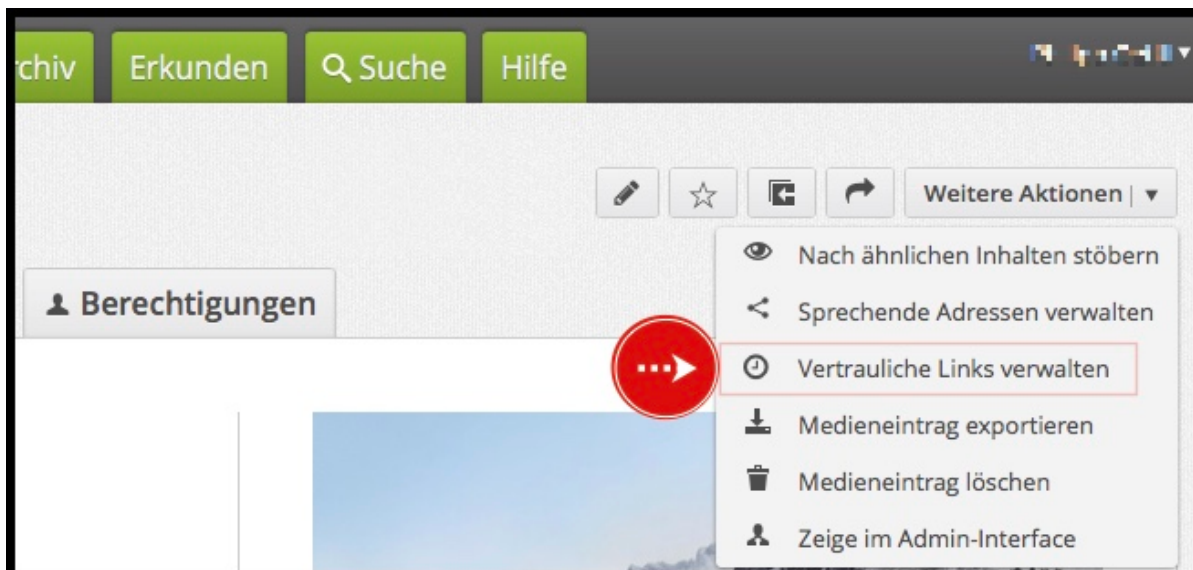 chiv
Erkunden
Suche
Hilfe
Weitere Aktionen
Nach ähnlichen Inhalten stöbern
Sprechende Adressen verwalten
Berechtigungen
Vertrauliche Links verwalten
Medieneintrag exportieren
Medieneintrag löschen
Zeige im Admin-Interface